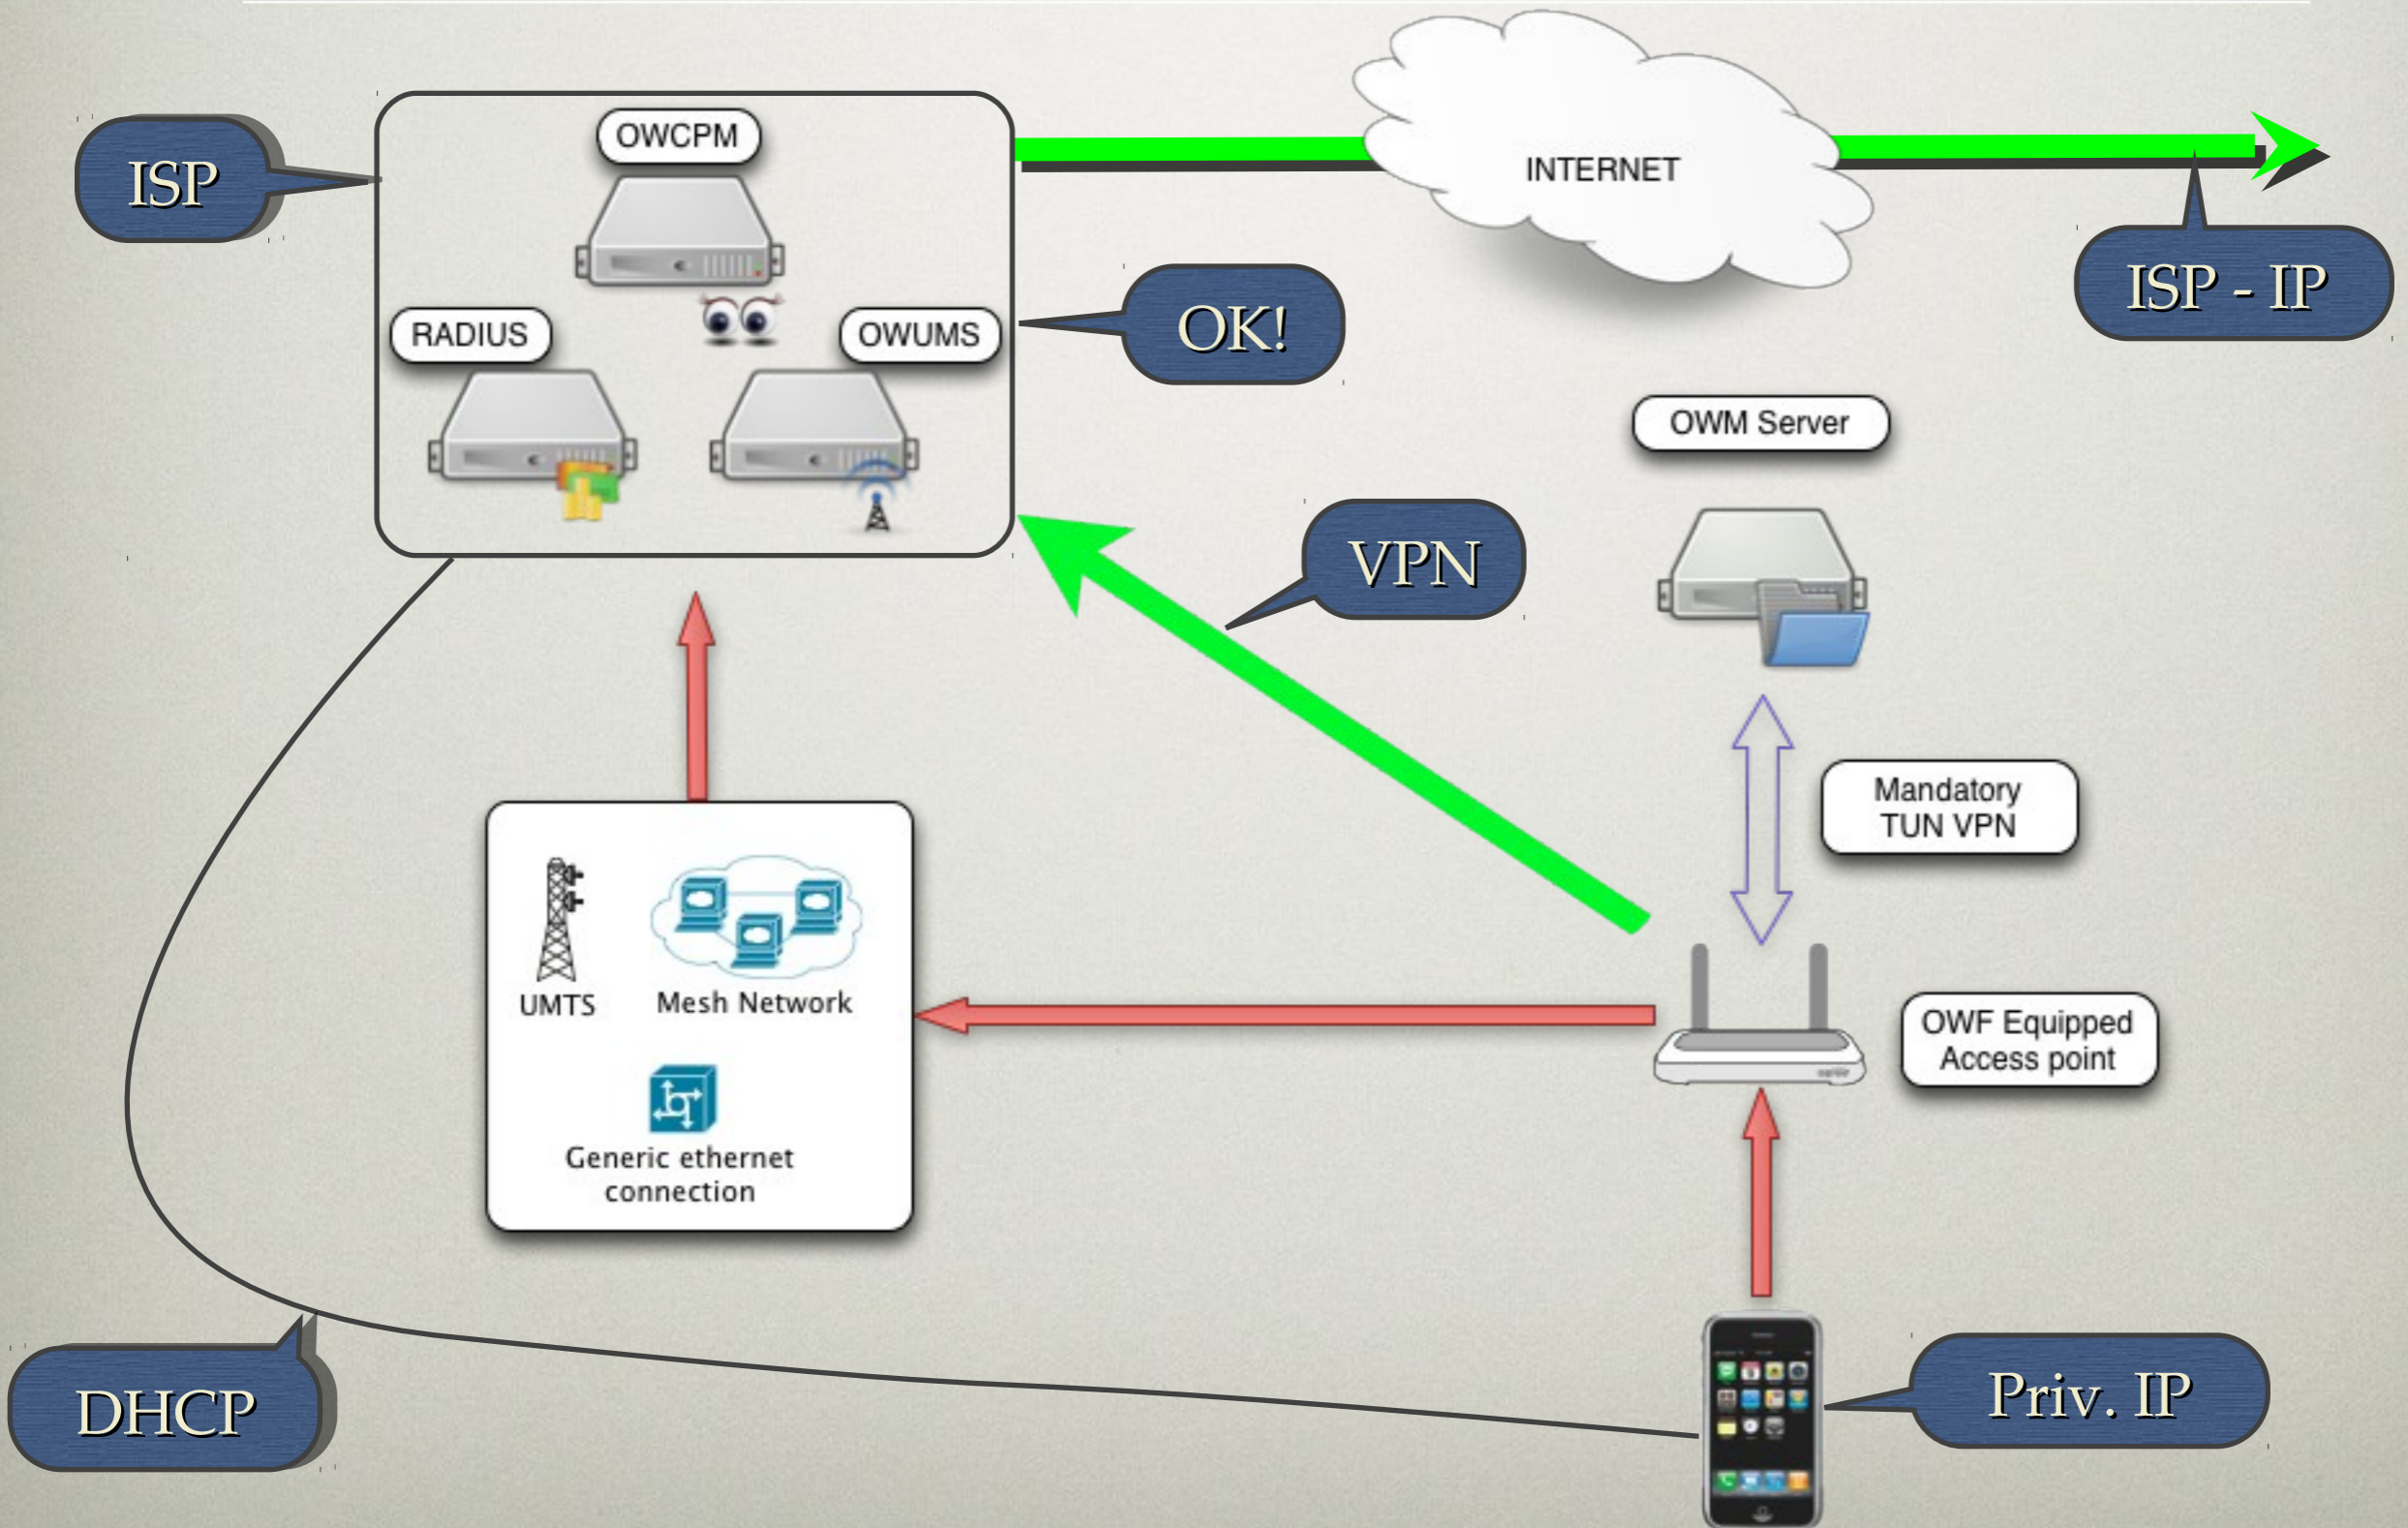 OWCPM
INTERNET
ISP
ISP - IP
RADIUS
OWUMS
OK!
OWM Server
VPN
Mandatory
TUN VPN
UMTS
Mesh Network
OWF Equipped
Access point
Generic ethernet
connection
DHCP
Priv. IP